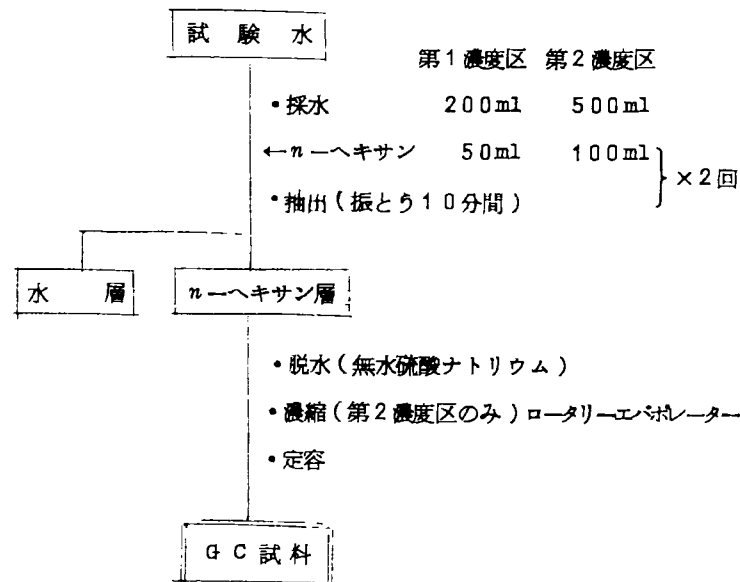 試験水
第1濃度区 第2濃度区
・採水 200ml 500ml
←n-ヘキサン 50ml 100ml
×2回
・抽出(振とう10分間)
水層 n-ヘキサン層
・脱水(無水硫酸ナトリウム)
・濃縮(第2濃度区のみ)ロータリーエバポレーター
・定容
GC試料